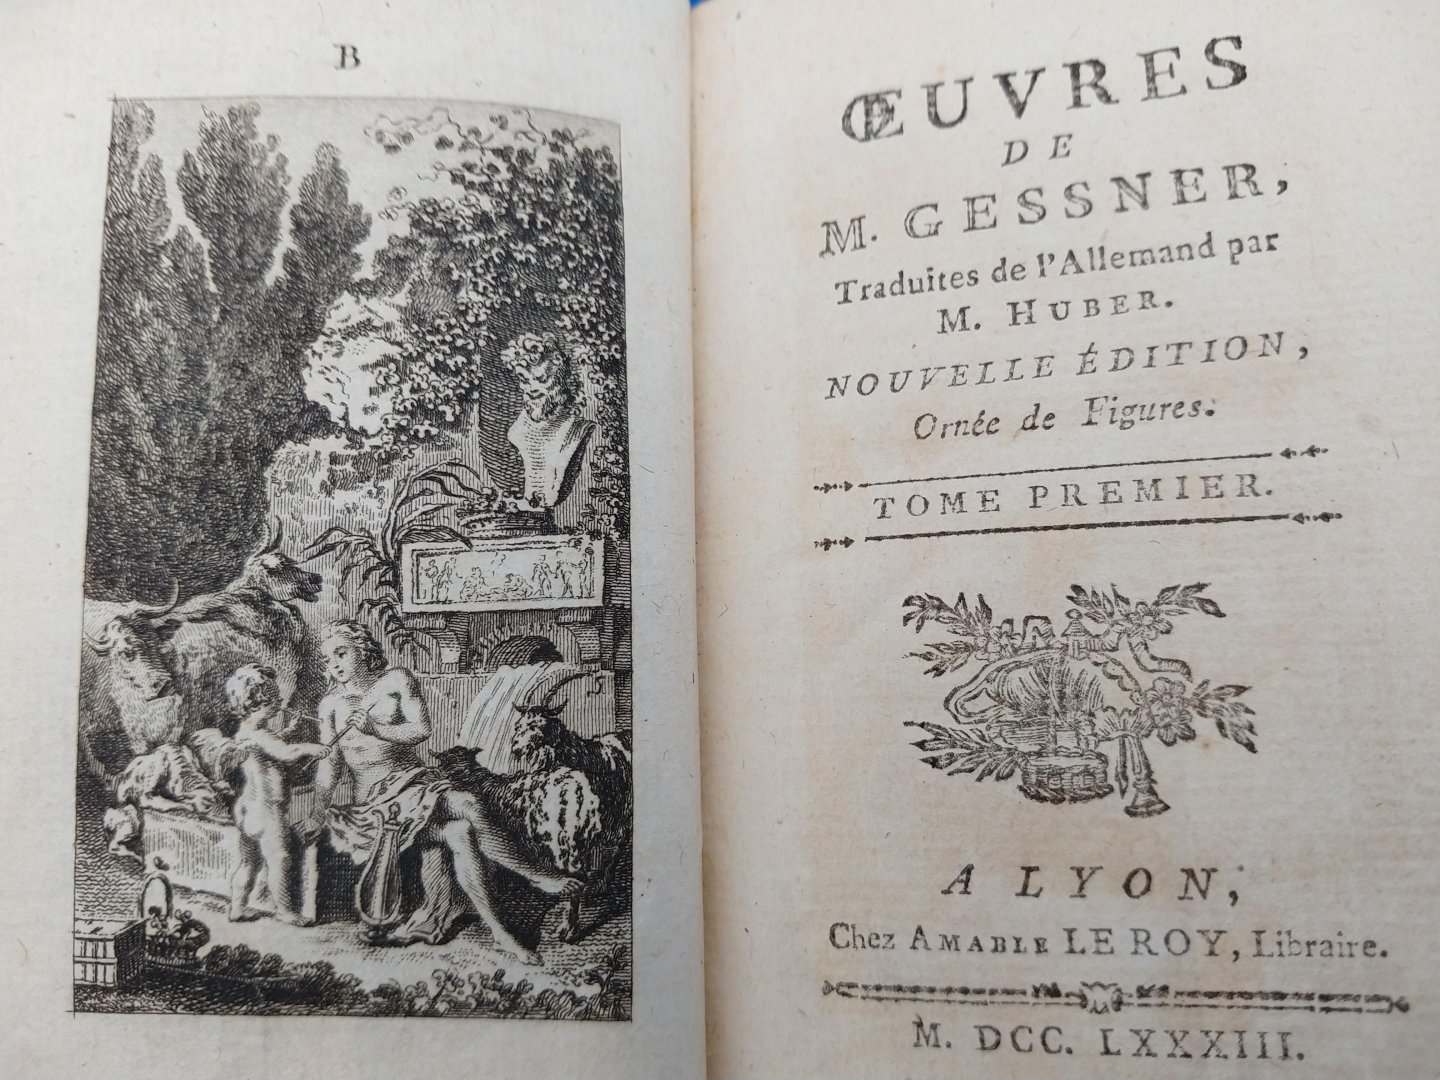 B
ŒUVRES
DE
M. GESSNER,
Traduites de l'Allemand par
M. HUBER.
NOUVELLE ÉDITION,
Ornée de Figures.
TOME PREMIER.
A LYON,
Chez AMABLE LE ROY, Libraire.
M. DCC. LXXXIII.